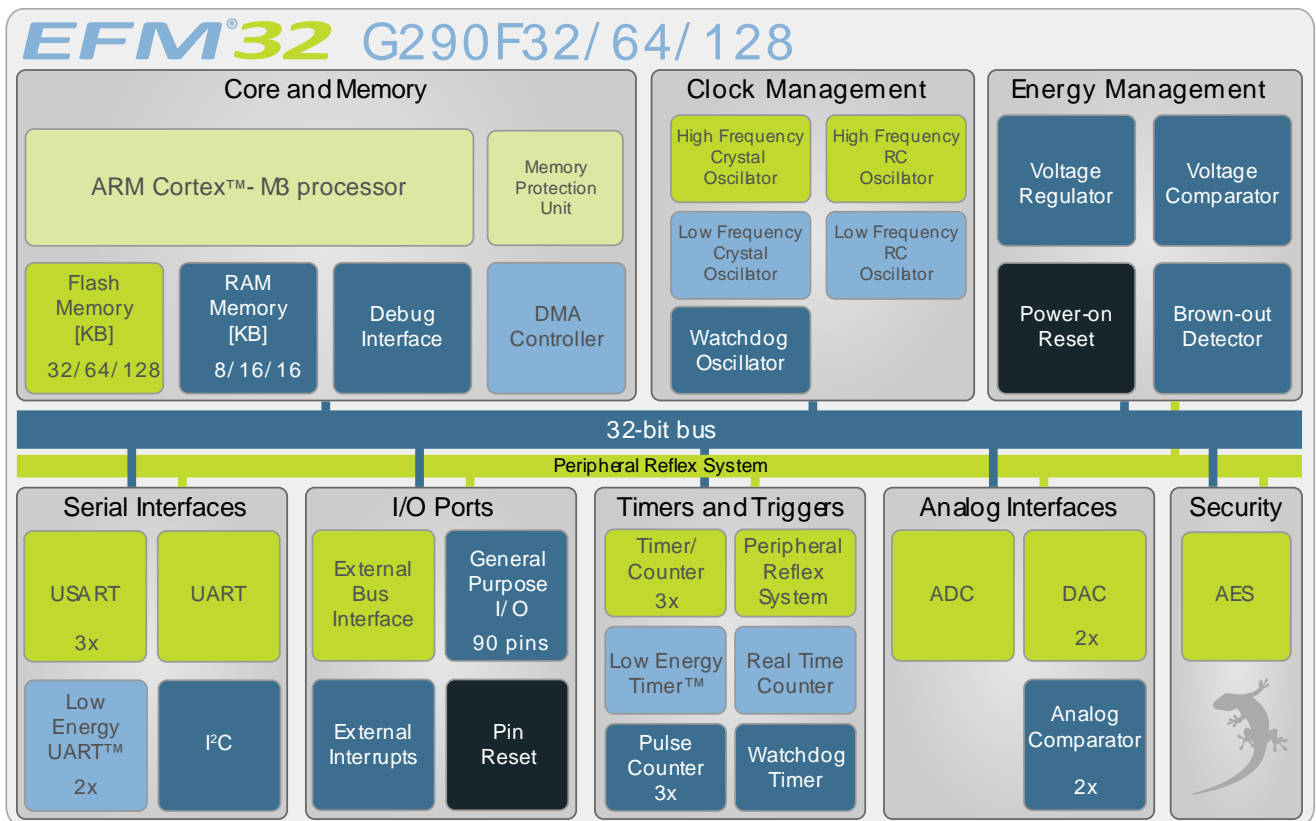 EFM®32 G290F32/64/128
Core and Memory
ARM Cortex™-M3 processor
Memory
Protection
Unit
Flash
Memory
[KB]
32/64/128
RAM
Memory
[KB]
8/16/16
Debug
Interface
DMA
Controller
Clock Management
High Frequency
Crystal
Oscillator
High Frequency
RC
Oscillator
Low Frequency
Crystal
Oscillator
Low Frequency
RC
Oscillator
Watchdog
Oscillator
Energy Management
Voltage
Regulator
Voltage
Comparator
Power-on
Reset
Brown-out
Detector
32-bit bus
Peripheral Reflex System
Serial Interfaces
USART
3x
UART
Low
Energy
UART™
2x
I²C
I/O Ports
External
Bus
Interface
General
Purpose
I/O
90 pins
External
Interrupts
Pin
Reset
Timers and Triggers
Timer/
Counter
3x
Peripheral
Reflex
System
Low Energy
Timer™
Real Time
Counter
Pulse
Counter
3x
Watchdog
Timer
Analog Interfaces
ADC
DAC
2x
Analog
Comparator
2x
Security
AES